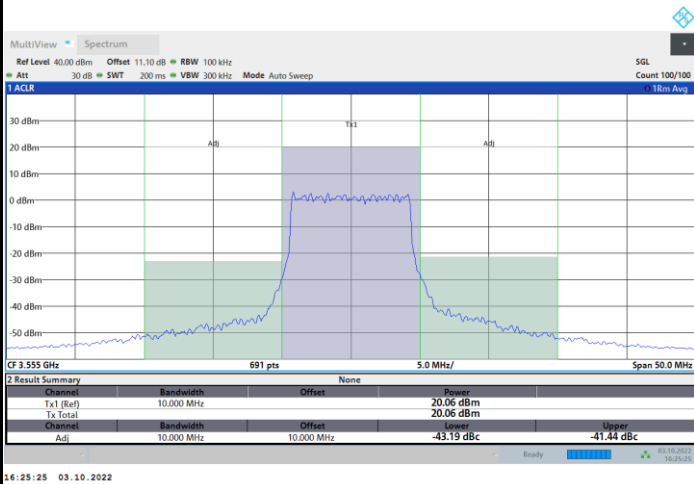 MultiView Spectrum
Ref Level 40.00 dBm Offset 11.10 dB RBW 100 kHz SGL
Att 30 dB SWT 200 ms VBW 300 kHz Mode Auto Sweep Count 100/100
1 ACLR 1Rm Avg
30 dBm
Tx1
20 dBm
Adj Adj
10 dBm
0 dBm
-10 dBm
-20 dBm
-30 dBm
-40 dBm
-50 dBm
CF 3.555 GHz 691 pts 5.0 MHz/ Span 50.0 MHz
2 Result Summary None
Channel Bandwidth Offset Power
Tx1 (Ref) 10.000 MHz 20.06 dBm
Tx Total 20.06 dBm
Channel Bandwidth Offset Lower Upper
Adj 10.000 MHz 10.000 MHz -43.19 dBc -41.44 dBc
Ready 03.10.2022
16:25:25
16:25:25 03.10.2022